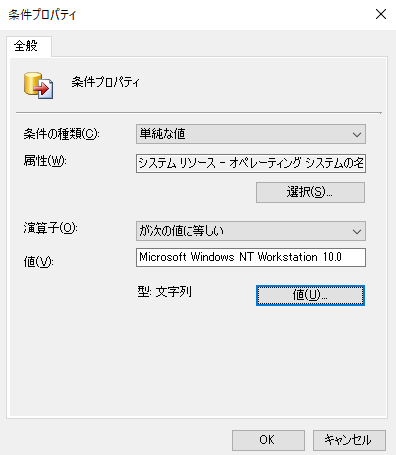 条件プロパティ
全般
条件プロパティ
条件の種類(C):
単純な値
属性(W):
システム リソース - オペレーティング システムの名
選択(S)...
演算子(O):
が次の値に等しい
値(V):
Microsoft Windows NT Workstation 10.0
型: 文字列
値(U)...
OK
キャンセル